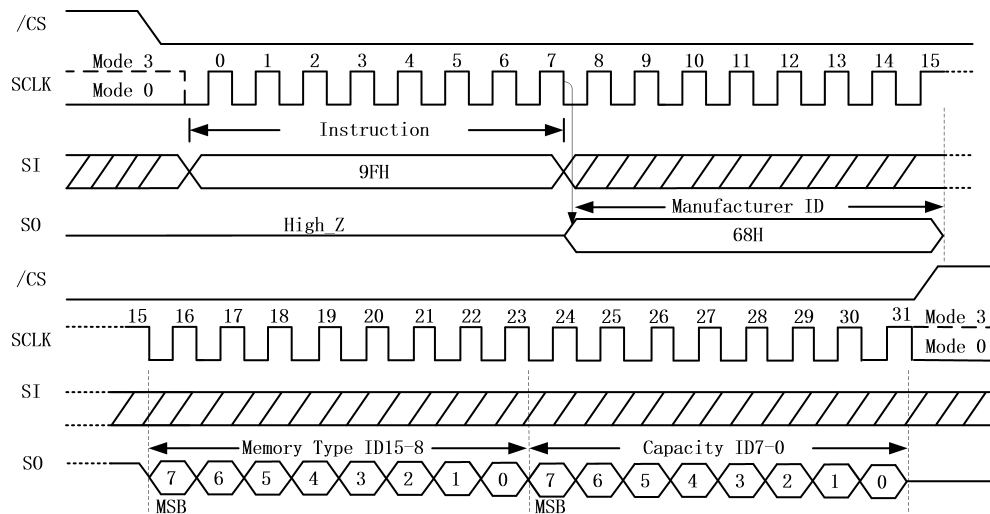 /CS
Mode 3
0 1 2 3 4 5 6 7 8 9 10 11 12 13 14 15
SCLK
Mode 0
Instruction
SI
9FH
Manufacturer ID
SO
High_Z
68H
/CS
15 16 17 18 19 20 21 22 23 24 25 26 27 28 29 30 31 Mode 3
SCLK
Mode 0
SI
Memory Type ID15-8
Capacity ID7-0
SO
7 6 5 4 3 2 1 0 7 6 5 4 3 2 1 0
MSB
MSB